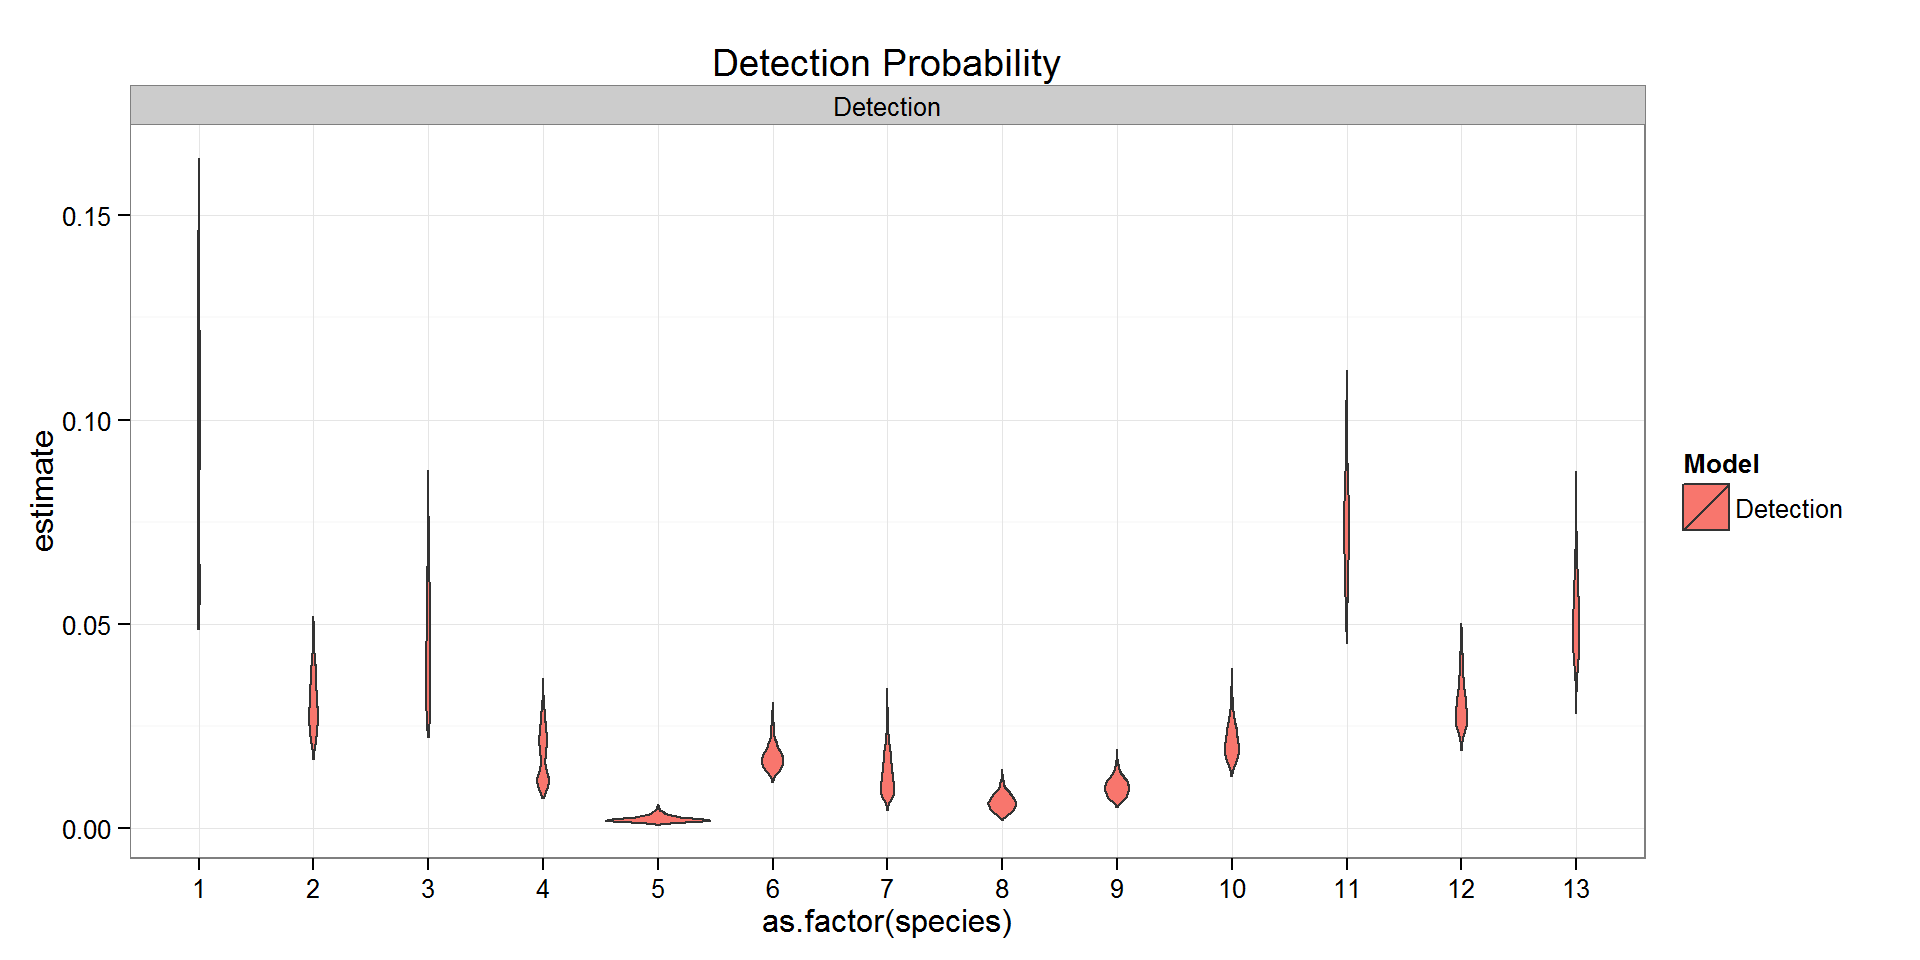 Detection Probability
Detection
0.15
0.10
0.05
0.00
estimate
1 2 3 4 5 6 7 8 9 10 11 12 13
as.factor(species)
Model
Detection